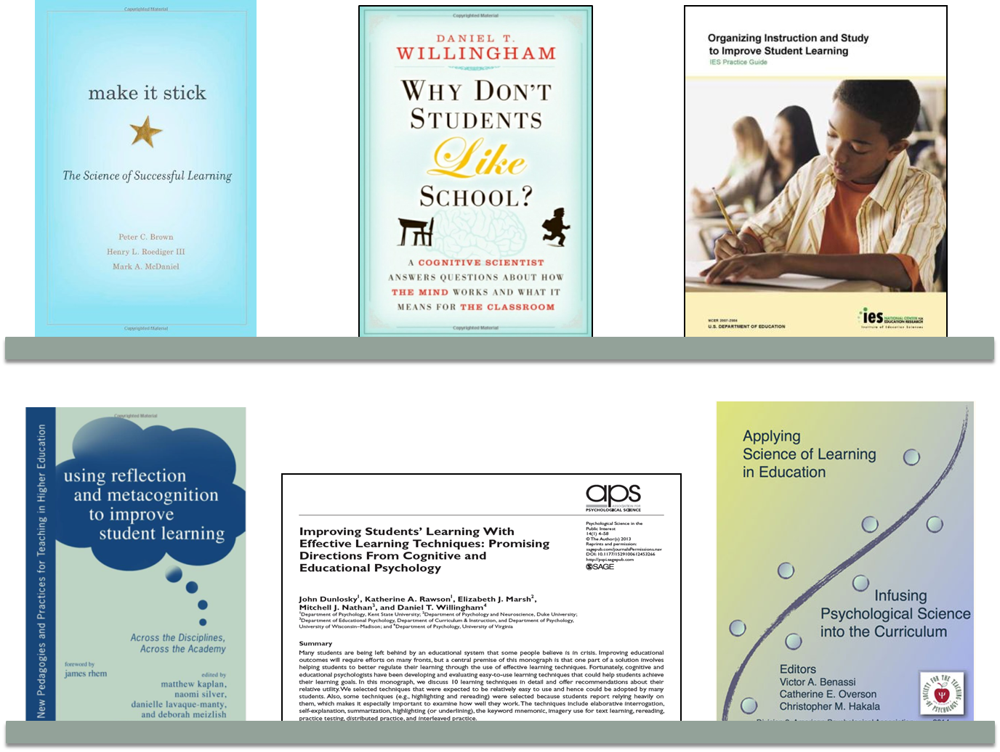 Copyrighted Material
make it stick
The Science of Successful Learning
Peter C. Brown
Henry L. Roediger III
Mark A. McDaniel
Copyrighted Material
Copyrighted Material
DANIEL T.
WILLINGHAM
WHY DON'T
STUDENTS
Like
SCHOOL?
A COGNITIVE SCIENTIST
ANSWERS QUESTIONS ABOUT HOW
THE MIND WORKS AND WHAT IT
MEANS FOR THE CLASSROOM
Copyrighted Material
Organizing Instruction and Study
to Improve Student Learning
IES Practice Guide
NCER 2007-2004
U.S. DEPARTMENT OF EDUCATION
ies NATIONAL CENTER FOR
EDUCATION RESEARCH
Institute of Education Sciences
New Pedagogies and Practices for Teaching in Higher Education
Copyrighted Material
using reflection
and metacognition
to improve
student learning
Across the Disciplines,
Across the Academy
foreword by
james rhem
edited by
matthew kaplan,
naomi silver,
danielle lavaque-manty,
and deborah meizlish
aps
ASSOCIATION FOR
PSYCHOLOGICAL SCIENCE
Improving Students' Learning With
Effective Learning Techniques: Promising
Directions From Cognitive and
Educational Psychology
Psychological Science in the
Public Interest
14(1) 4–58
© The Author(s) 2013
Reprints and permission:
sagepub.com/journalsPermissions.nav
DOI: 10.1177/1529100612453266
http://pspi.sagepub.com
SAGE
John Dunlosky1, Katherine A. Rawson1, Elizabeth J. Marsh2,
Mitchell J. Nathan3, and Daniel T. Willingham4
1Department of Psychology, Kent State University; 2Department of Psychology and Neuroscience, Duke University;
3Department of Educational Psychology, Department of Curriculum & Instruction, and Department of Psychology,
University of Wisconsin–Madison; and 4Department of Psychology, University of Virginia
Summary
Many students are being left behind by an educational system that some people believe is in crisis. Improving educational
outcomes will require efforts on many fronts, but a central premise of this monograph is that one part of a solution involves
helping students to better regulate their learning through the use of effective learning techniques. Fortunately, cognitive and
educational psychologists have been developing and evaluating easy-to-use learning techniques that could help students achieve
their learning goals. In this monograph, we discuss 10 learning techniques in detail and offer recommendations about their
relative utility. We selected techniques that were expected to be relatively easy to use and hence could be adopted by many
students. Also, some techniques (e.g., highlighting and rereading) were selected because students report relying heavily on
them, which makes it especially important to examine how well they work. The techniques include elaborative interrogation,
self-explanation, summarization, highlighting (or underlining), the keyword mnemonic, imagery use for text learning, rereading,
practice testing, distributed practice, and interleaved practice.
Applying
Science of Learning
in Education
Infusing
Psychological Science
into the Curriculum
Editors
Victor A. Benassi
Catherine E. Overson
Christopher M. Hakala
SOCIETY FOR THE TEACHING
OF PSYCHOLOGY